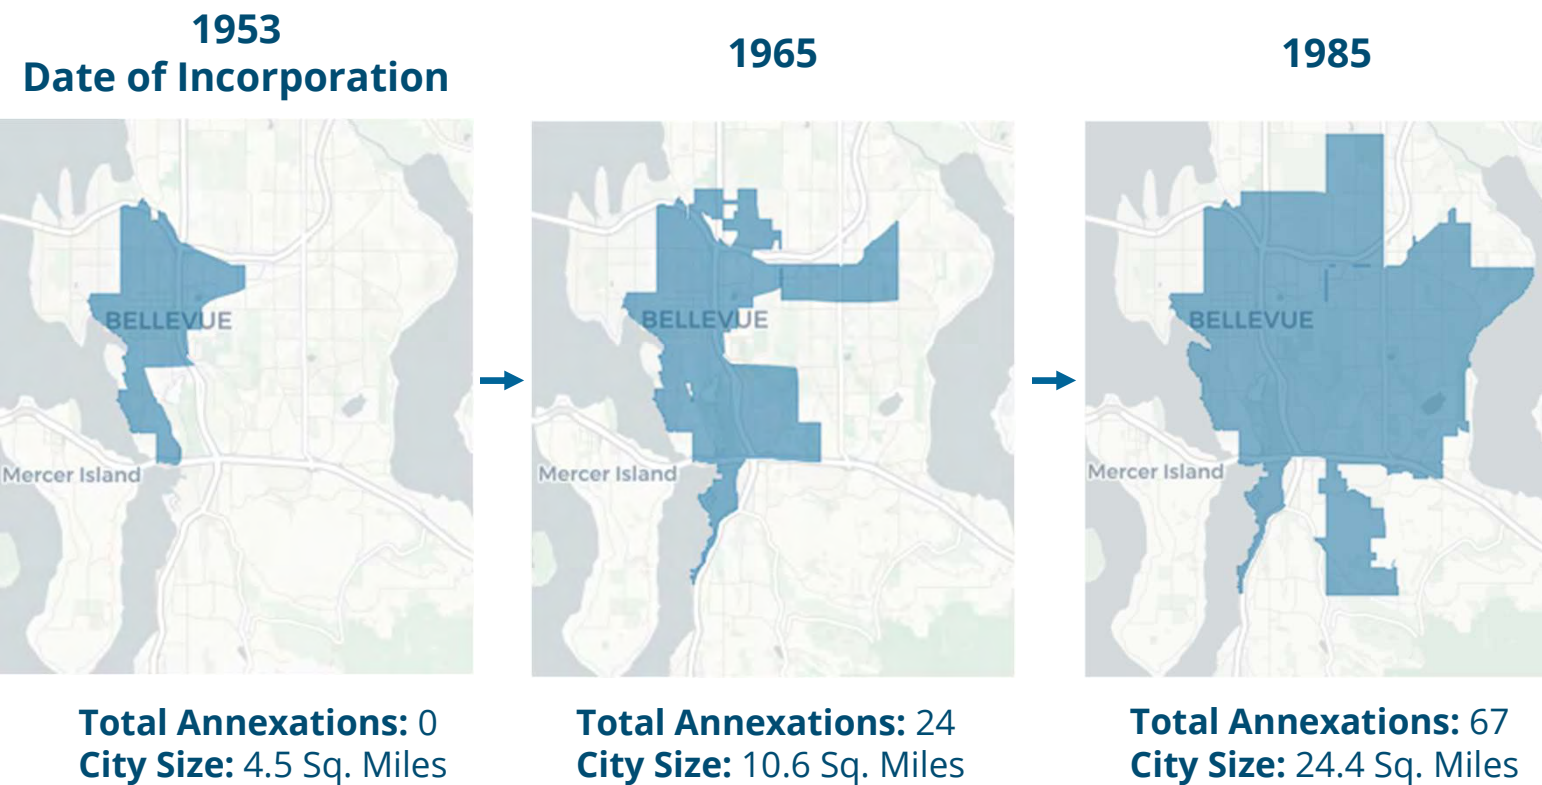 1953
Date of Incorporation
1965
1985
BELLEVUE
Mercer Island
BELLEVUE
Mercer Island
BELLEVUE
Mercer Island
Total Annexations: 0
City Size: 4.5 Sq. Miles
Total Annexations: 24
City Size: 10.6 Sq. Miles
Total Annexations: 67
City Size: 24.4 Sq. Miles